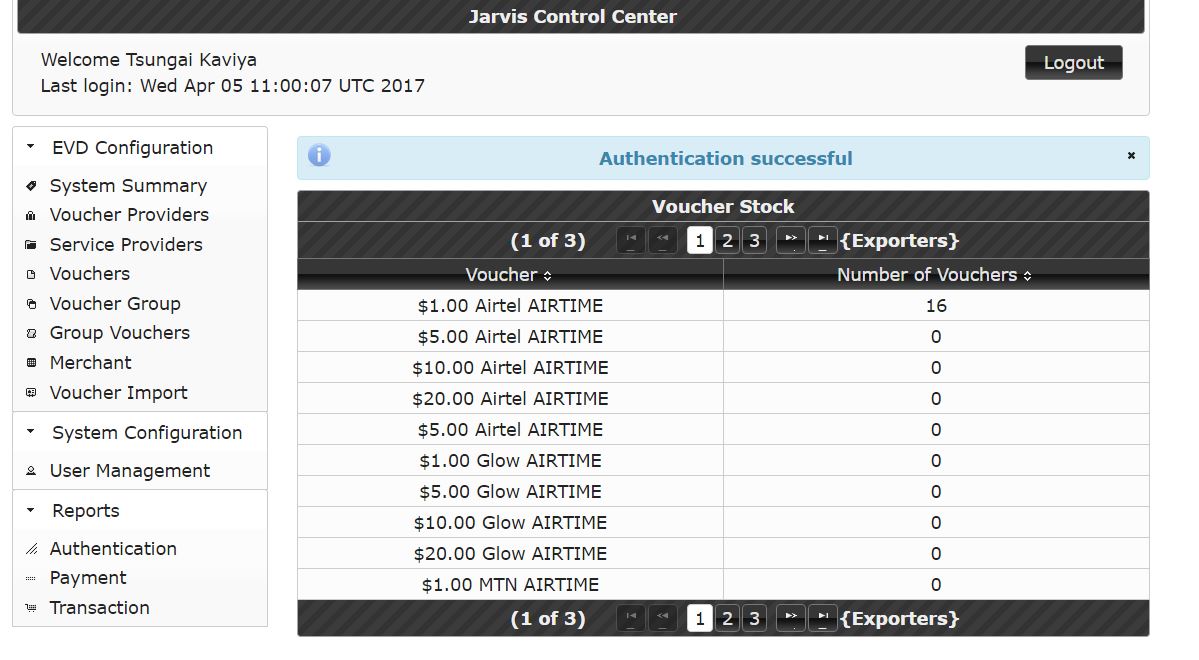 Jarvis Control Center
Welcome Tsungai Kaviya
Last login: Wed Apr 05 11:00:07 UTC 2017
Logout
EVD Configuration
System Summary
Voucher Providers
Service Providers
Vouchers
Voucher Group
Group Vouchers
Merchant
Voucher Import
System Configuration
User Management
Reports
Authentication
Payment
Transaction
Authentication successful
Voucher Stock
(1 of 3) 1 2 3 {Exporters}
Voucher Number of Vouchers
$1.00 Airtel AIRTIME 16
$5.00 Airtel AIRTIME 0
$10.00 Airtel AIRTIME 0
$20.00 Airtel AIRTIME 0
$5.00 Airtel AIRTIME 0
$1.00 Glow AIRTIME 0
$5.00 Glow AIRTIME 0
$10.00 Glow AIRTIME 0
$20.00 Glow AIRTIME 0
$1.00 MTN AIRTIME 0
(1 of 3) 1 2 3 {Exporters}